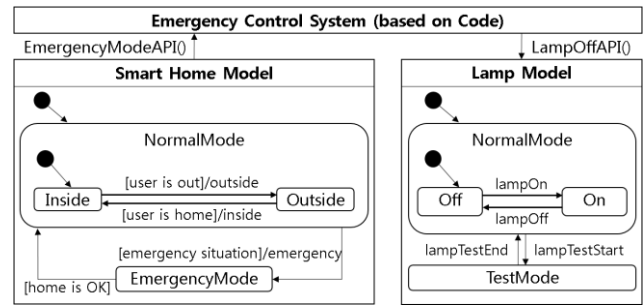 Emergency Control System (based on Code)
EmergencyModeAPI()
LampOffAPI()
Smart Home Model
NormalMode
[user is out]/outside
Inside
Outside
[user is home]/inside
[emergency situation]/emergency
EmergencyMode
[home is OK]
Lamp Model
NormalMode
lampOn
Off
On
lampOff
lampTestEnd
lampTestStart
TestMode